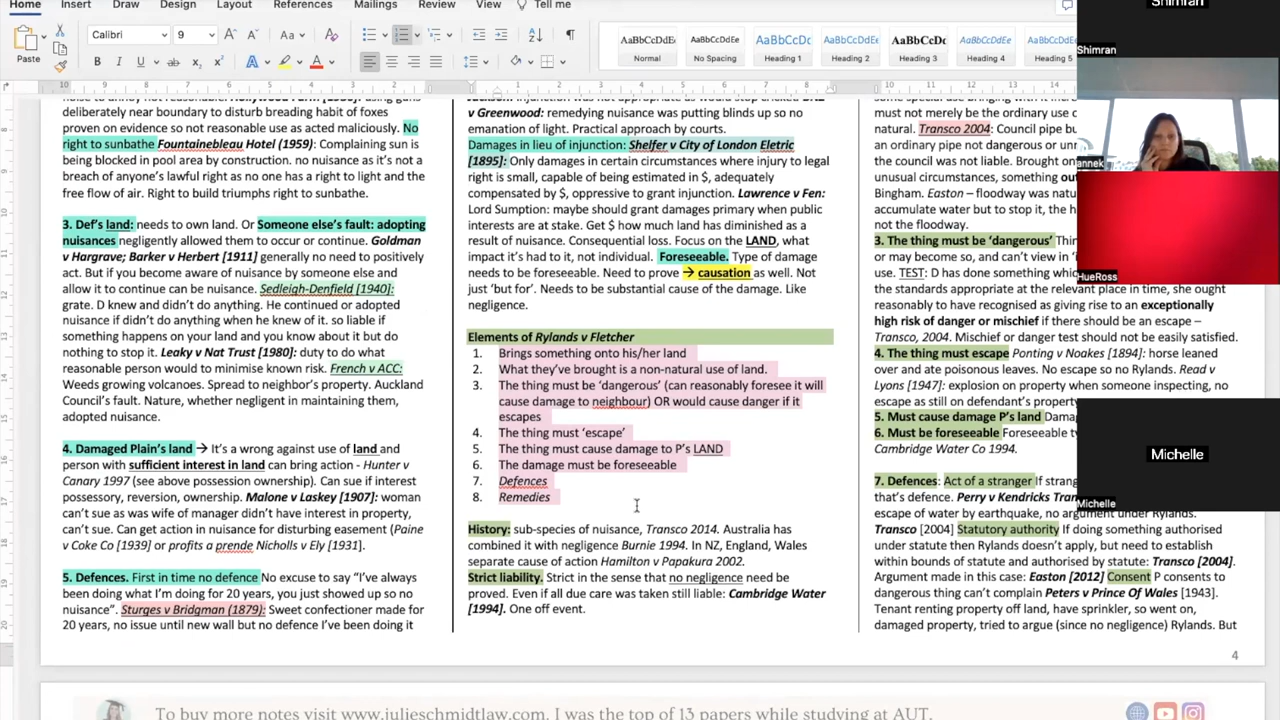 Home Insert Draw Design Layout References Mailings Review View Tell me
Calibri 9
Paste
AaBbCcDdEe AaBbCcDdEe AaBbCcDd AaBbCcDdEe AaBbCcDc AaBbCcDdEe AaBbCcDd
Normal No Spacing Heading 1 Heading 2 Heading 3 Heading 4 Heading 5
deliberately near boundary to disturb breeding habit of foxes
proven on evidence so not reasonable use as acted maliciously. No
right to sunbathe Fountainebleau Hotel (1959): Complaining sun is
being blocked in pool area by construction. no nuisance as it's not a
breach of anyone's lawful right as no one has a right to light and the
free flow of air. Right to build triumphs right to sunbathe.
3. Def's land: needs to own land. Or Someone else's fault: adopting
nuisances negligently allowed them to occur or continue. Goldman
v Hargrave; Barker v Herbert [1911] generally no need to positively
act. But if you become aware of nuisance by someone else and
allow it to continue can be nuisance. Sedleigh-Denfield [1940]:
grate. D knew and didn't do anything. He continued or adopted
nuisance if didn't do anything when he knew of it. so liable if
something happens on your land and you know about it but do
nothing to stop it. Leaky v Nat Trust [1980]: duty to do what
reasonable person would to minimise known risk. French v ACC:
Weeds growing volcanoes. Spread to neighbor's property. Auckland
Council's fault. Nature, whether negligent in maintaining them,
adopted nuisance.
4. Damaged Plain's land → It's a wrong against use of land and
person with sufficient interest in land can bring action - Hunter v
Canary 1997 (see above possession ownership). Can sue if interest
possessory, reversion, ownership. Malone v Laskey [1907]: woman
can't sue as was wife of manager didn't have interest in property,
can't sue. Can get action in nuisance for disturbing easement (Paine
v Coke Co [1939] or profits a prende Nicholls v Ely [1931].
5. Defences. First in time no defence No excuse to say “I've always
been doing what I'm doing for 20 years, you just showed up so no
nuisance”. Sturges v Bridgman (1879): Sweet confectioner made for
20 years, no issue until new wall but no defence I've been doing it
v Greenwood: remedying nuisance was putting blinds up so no
emanation of light. Practical approach by courts.
Damages in lieu of injunction: Shelfer v City of London Eletric
[1895]: Only damages in certain circumstances where injury to legal
right is small, capable of being estimated in $, adequately
compensated by $, oppressive to grant injunction. Lawrence v Fen:
Lord Sumption: maybe should grant damages primary when public
interests are at stake. Get $ how much land has diminished as a
result of nuisance. Consequential loss. Focus on the LAND, what
impact it's had to it, not individual. Foreseeable. Type of damage
needs to be foreseeable. Need to prove → causation as well. Not
just 'but for'. Needs to be substantial cause of the damage. Like
negligence.
Elements of Rylands v Fletcher
1. Brings something onto his/her land
2. What they've brought is a non-natural use of land.
3. The thing must be 'dangerous' (can reasonably foresee it will
cause damage to neighbour) OR would cause danger if it
escapes
4. The thing must 'escape'
5. The thing must cause damage to P's LAND
6. The damage must be foreseeable
7. Defences
8. Remedies
History: sub-species of nuisance, Transco 2014. Australia has
combined it with negligence Burnie 1994. In NZ, England, Wales
separate cause of action Hamilton v Papakura 2002.
Strict liability. Strict in the sense that no negligence need be
proved. Even if all due care was taken still liable: Cambridge Water
[1994]. One off event.
must not merely be the ordinary use
natural. Transco 2004: Council pipe bu
an ordinary pipe not dangerous or un
the council was not liable. Brought on
unusual circumstances, something ou
Bingham. Easton – floodway was natu
accumulate water but to stop it, the h
not the floodway.
3. The thing must be 'dangerous' Thin
or may become so, and can't view in '
use. TEST: D has done something whic
the standards appropriate at the relevant place in time, she ought
reasonably to have recognised as giving rise to an exceptionally
high risk of danger or mischief if there should be an escape –
Transco, 2004. Mischief or danger test should not be easily satisfied.
4. The thing must escape Ponting v Noakes [1894]: horse leaned
over and ate poisonous leaves. No escape so no Rylands. Read v
Lyons [1947]: explosion on property when someone inspecting, no
escape as still on defendant's property
5. Must cause damage P's land Dama
6. Must be foreseeable Foreseeable ty
Cambridge Water Co 1994.
7. Defences: Act of a stranger If strang
that's defence. Perry v Kendricks Tran
escape of water by earthquake, no argument under Rylands.
Transco [2004] Statutory authority If doing something authorised
under statute then Rylands doesn't apply, but need to establish
within bounds of statute and authorised by statute: Transco [2004].
Argument made in this case: Easton [2012] Consent P consents to
dangerous thing can't complain Peters v Prince Of Wales [1943].
Tenant renting property off land, have sprinkler, so went on,
damaged property, tried to argue (since no negligence) Rylands. But
4
To buy more notes visit www.julieschmidtlaw.com. I was the top of 13 papers while studying at AUT.
Shimran
Shimran
annek
HueRoss
Michelle
Michelle